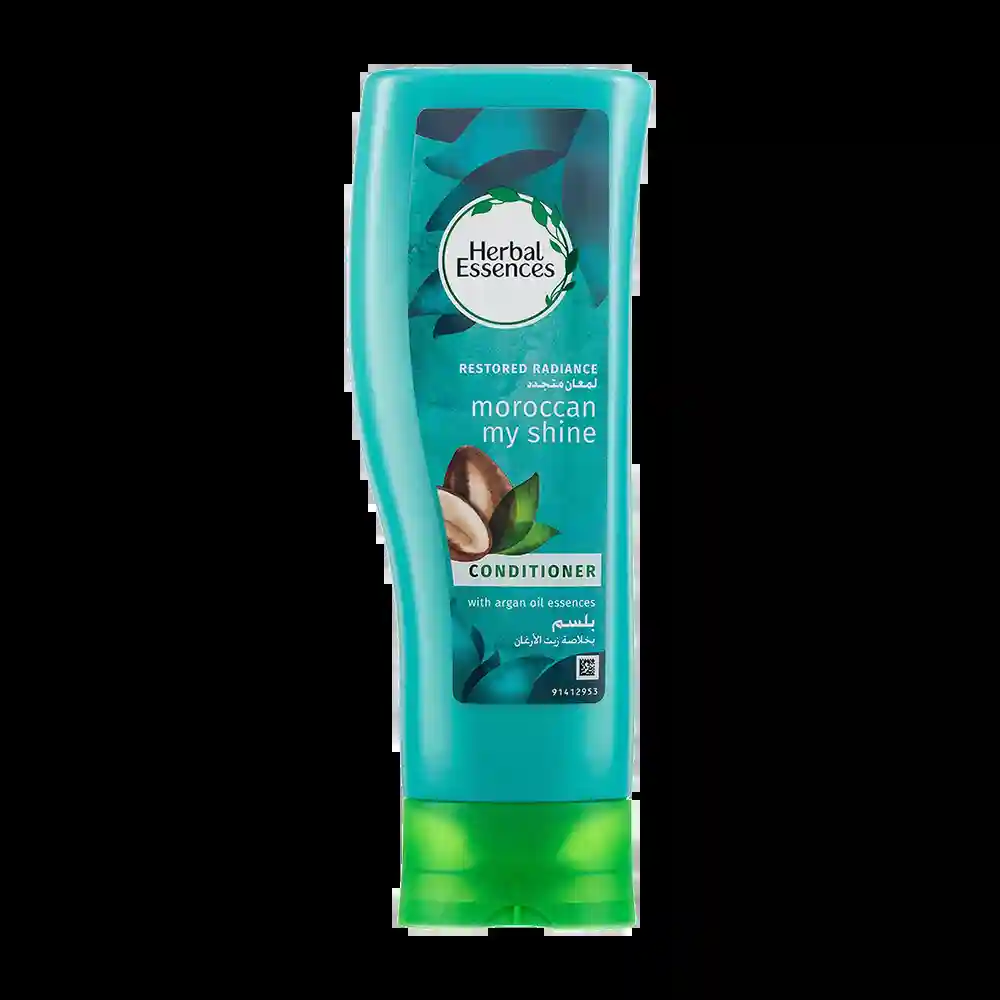 Herbal
Essences
RESTORED RADIANCE
لمعان متجدد
moroccan
my shine
CONDITIONER
with argan oil essences
بلسم
بخلاصة زيت الأرغان
91412953